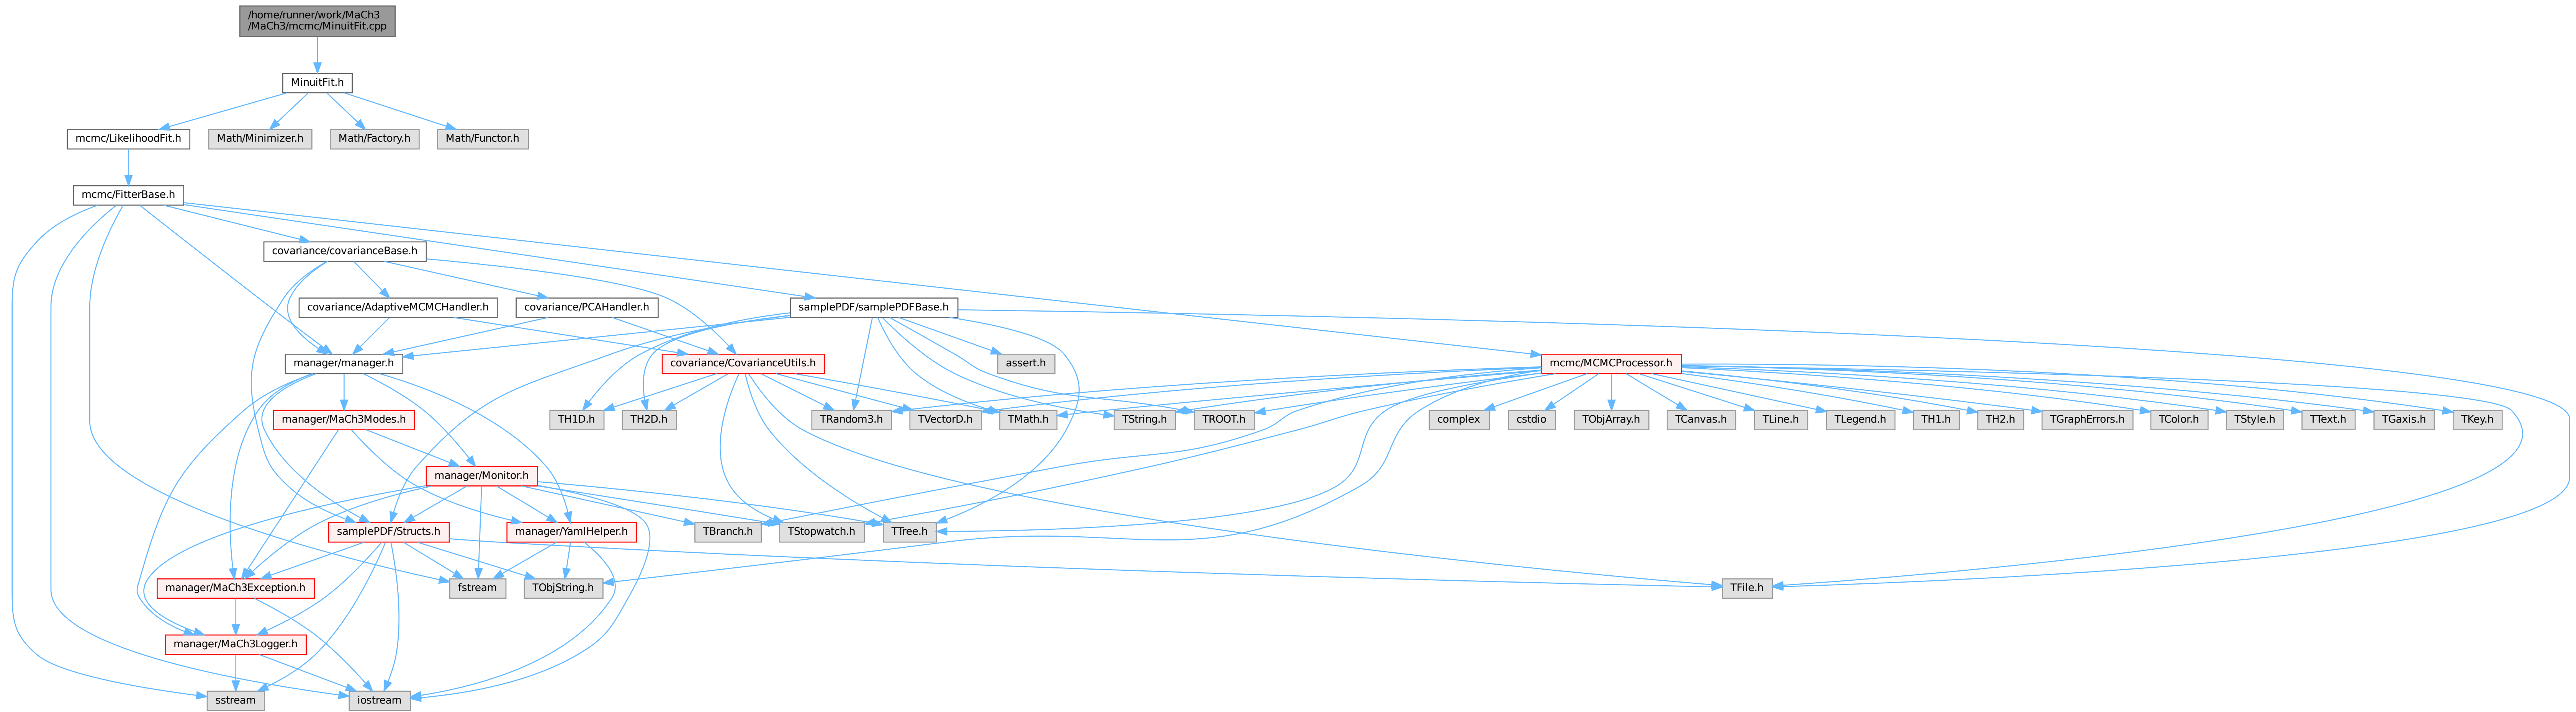 /home/runner/work/MaCh3
/MaCh3/mcmc/MinuitFit.cpp
MinuitFit.h
mcmc/LikelihoodFit.h
Math/Minimizer.h
Math/Factory.h
Math/Functor.h
mcmc/FitterBase.h
covariance/covarianceBase.h
covariance/AdaptiveMCMCHandler.h
covariance/PCAHandler.h
samplePDF/samplePDFBase.h
manager/manager.h
covariance/CovarianceUtils.h
assert.h
mcmc/MCMCProcessor.h
manager/MaCh3Modes.h
TH1D.h
TH2D.h
TRandom3.h
TVectorD.h
TMath.h
TString.h
TROOT.h
complex
cstdio
TObjArray.h
TCanvas.h
TLine.h
TLegend.h
TH1.h
TH2.h
TGraphErrors.h
TColor.h
TStyle.h
TText.h
TGaxis.h
TKey.h
manager/Monitor.h
samplePDF/Structs.h
manager/YamlHelper.h
TBranch.h
TStopwatch.h
TTree.h
manager/MaCh3Exception.h
fstream
TObjString.h
TFile.h
manager/MaCh3Logger.h
sstream
iostream